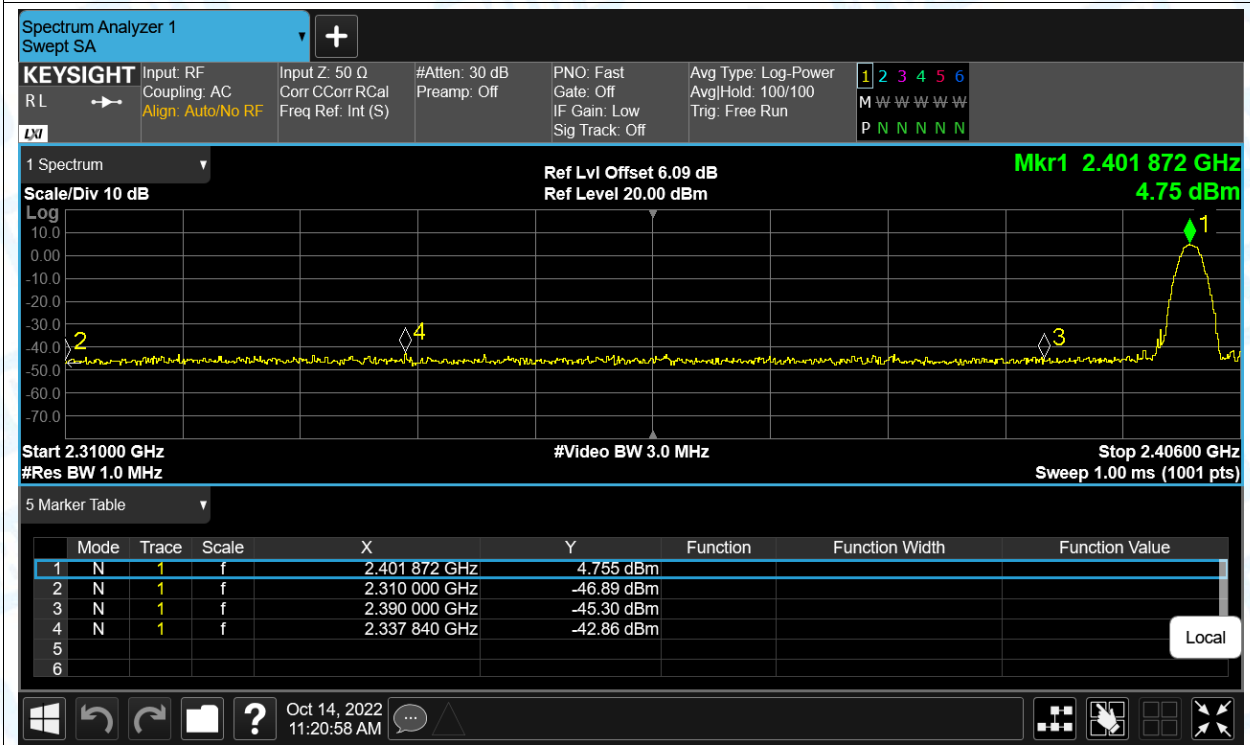 Spectrum Analyzer 1
Swept SA
KEYSIGHT
R L
LXI
Input: RF
Coupling: AC
Align: Auto/No RF
Input Z: 50 Ω
Corr CCorr RCal
Freq Ref: Int (S)
#Atten: 30 dB
Preamp: Off
PNO: Fast
Gate: Off
IF Gain: Low
Sig Track: Off
Avg Type: Log-Power
Avg|Hold: 100/100
Trig: Free Run
1 2 3 4 5 6
M W W W W W
P N N N N N
1 Spectrum
Scale/Div 10 dB
Ref Lvl Offset 6.09 dB
Ref Level 20.00 dBm
Mkr1 2.401 872 GHz
4.75 dBm
Log
10.0
0.00
-10.0
-20.0
-30.0
-40.0
-50.0
-60.0
-70.0
2
4
3
1
Start 2.31000 GHz
#Res BW 1.0 MHz
#Video BW 3.0 MHz
Stop 2.40600 GHz
Sweep 1.00 ms (1001 pts)
5 Marker Table
Mode Trace Scale X Y Function Function Width Function Value
1 N 1 f 2.401 872 GHz 4.755 dBm
2 N 1 f 2.310 000 GHz -46.89 dBm
3 N 1 f 2.390 000 GHz -45.30 dBm
4 N 1 f 2.337 840 GHz -42.86 dBm
5
6
Local
?
Oct 14, 2022
11:20:58 AM